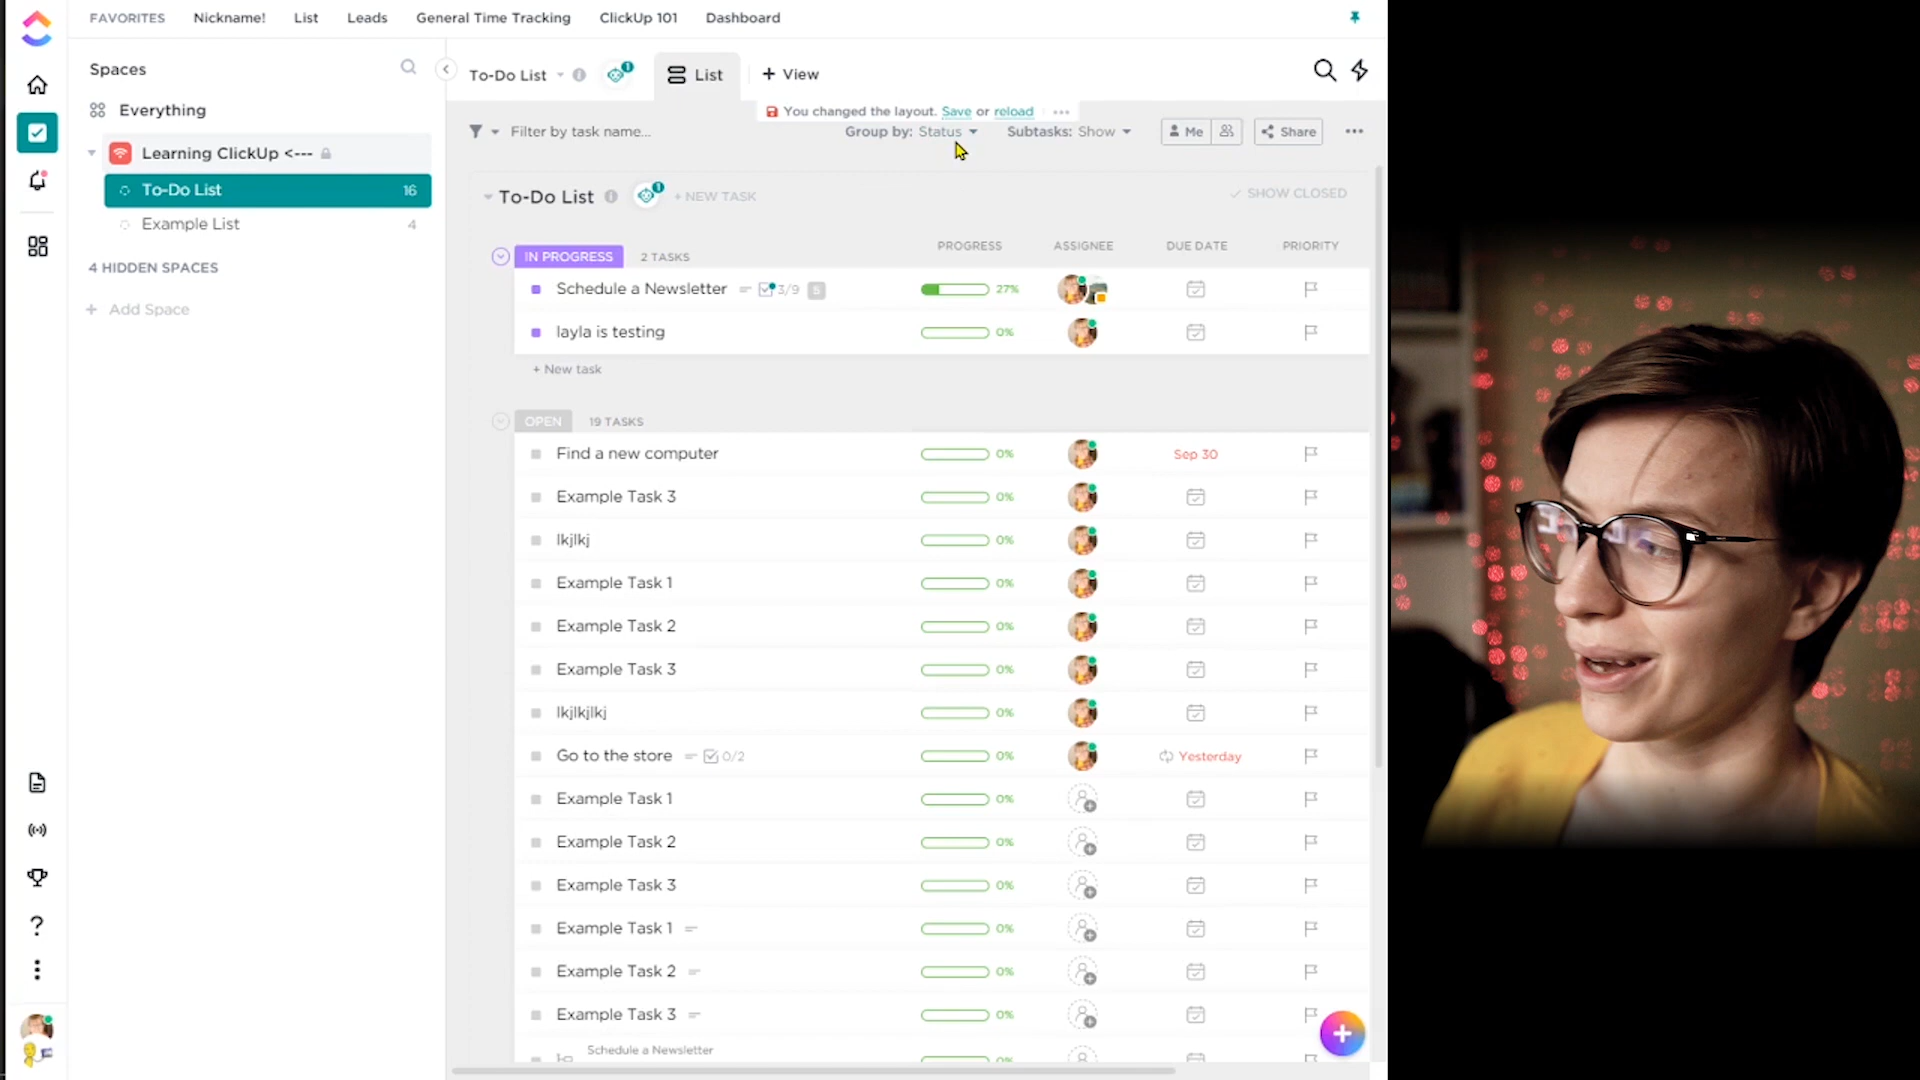 FAVORITES Nickname! List Leads General Time Tracking ClickUp 101 Dashboard
Spaces
Everything
Learning ClickUp <---
To-Do List 16
Example List 4
4 HIDDEN SPACES
+ Add Space
To-Do List 1 List + View
You changed the layout. Save or reload ...
Filter by task name... Group by: Status Subtasks: Show Me Share
To-Do List 1 + NEW TASK SHOW CLOSED
IN PROGRESS 2 TASKS PROGRESS ASSIGNEE DUE DATE PRIORITY
Schedule a Newsletter 3/9 5 27%
layla is testing 0%
+ New task
OPEN 19 TASKS
Find a new computer 0% Sep 30
Example Task 3 0%
lkjlkj 0%
Example Task 1 0%
Example Task 2 0%
Example Task 3 0%
lkjlkjlkj 0%
Go to the store 0/2 0% Yesterday
Example Task 1 0%
Example Task 2 0%
Example Task 3 0%
Example Task 1 0%
Example Task 2 0%
Example Task 3 0%
Schedule a Newsletter
0%